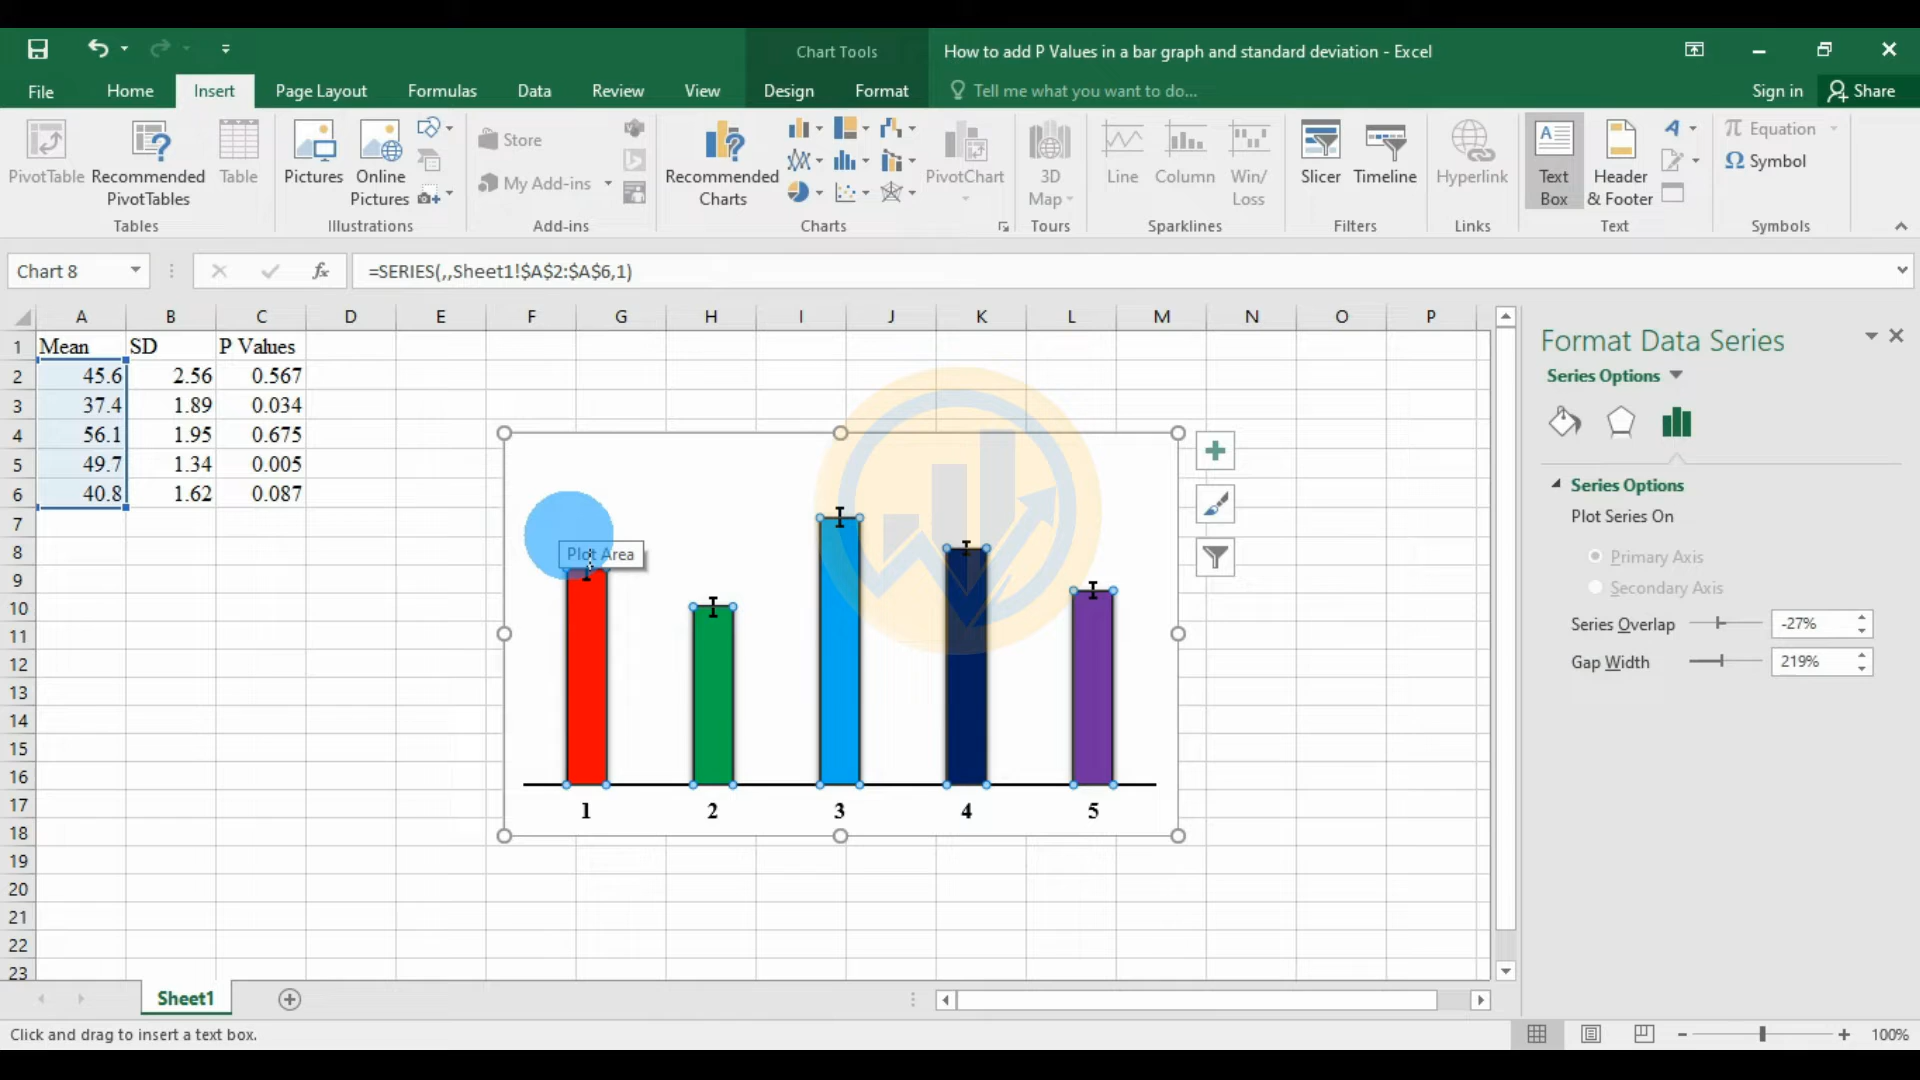 Chart Tools
How to add P Values in a bar graph and standard deviation - Excel
File Home Insert Page Layout Formulas Data Review View Design Format Tell me what you want to do... Sign in Share
PivotTable Recommended PivotTables Table
Tables
Pictures Online Pictures
Illustrations
Store
My Add-ins
Add-ins
Recommended Charts
PivotChart
Charts
3D Map
Tours
Line Column Win/ Loss
Sparklines
Slicer Timeline
Filters
Hyperlink
Links
Text Box Header & Footer
Text
Equation
Symbol
Symbols
Chart 8 fx =SERIES(,,Sheet1!$A$2:$A$6,1)
A B C D E F G H I J K L M N O P
1 Mean SD P Values
2 45.6 2.56 0.567
3 37.4 1.89 0.034
4 56.1 1.95 0.675
5 49.7 1.34 0.005
6 40.8 1.62 0.087
7
8
9
10
11
12
13
14
15
16
17
18
19
20
21
22
23
Plot Area
1 2 3 4 5
Format Data Series
Series Options
Series Options
Plot Series On
Primary Axis
Secondary Axis
Series Overlap -27%
Gap Width 219%
Sheet1
Click and drag to insert a text box.
100%